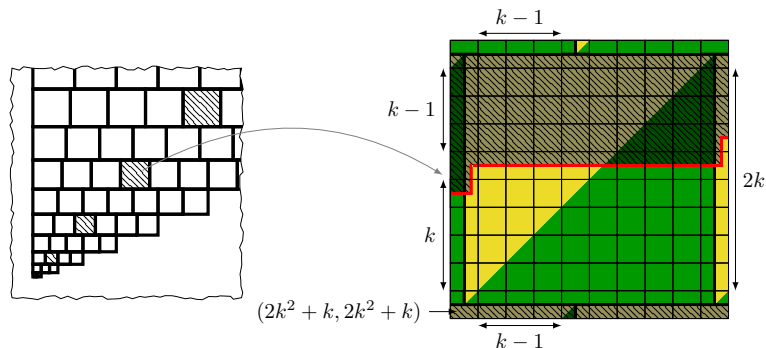 k − 1
k − 1
2k
k
(2k² + k, 2k² + k)
k − 1